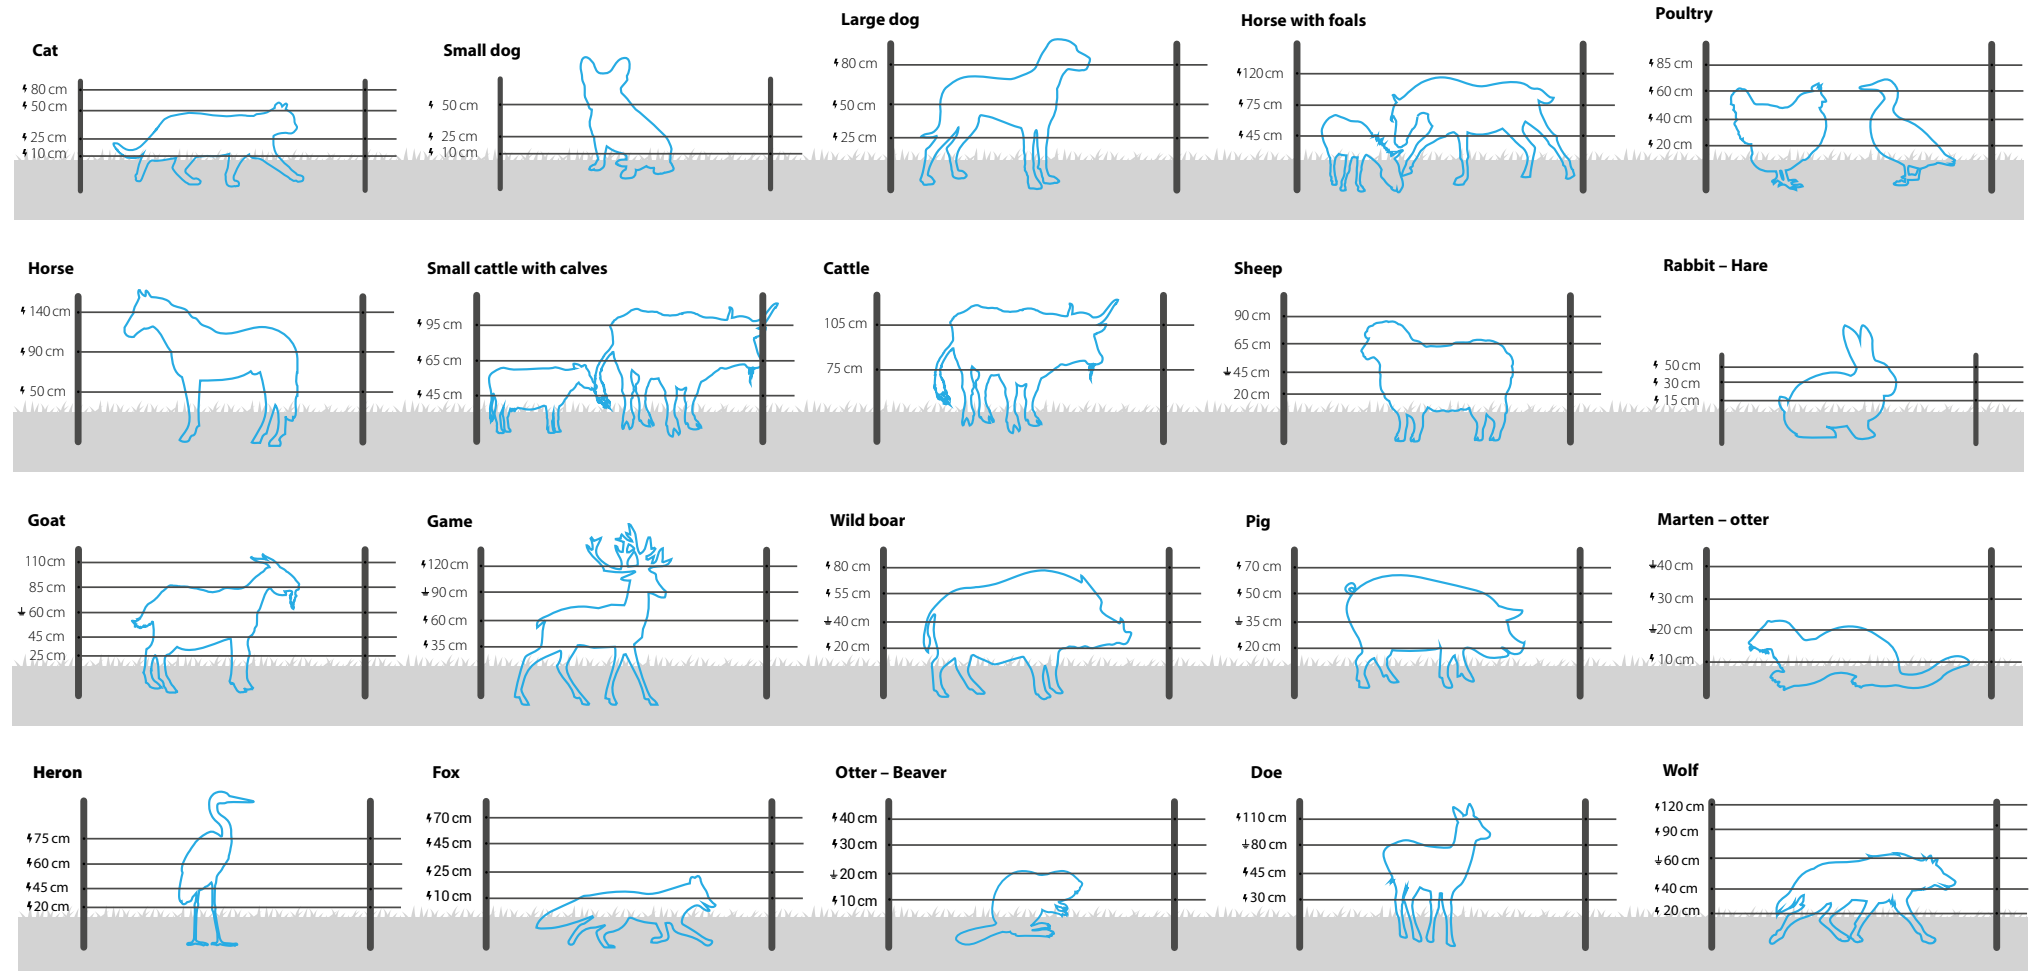 Cat
80 cm
50 cm
25 cm
10 cm
Small dog
50 cm
25 cm
10 cm
Large dog
80 cm
50 cm
25 cm
Horse with foals
120 cm
75 cm
45 cm
Poultry
85 cm
60 cm
40 cm
20 cm
Horse
140 cm
90 cm
50 cm
Small cattle with calves
95 cm
65 cm
45 cm
Cattle
105 cm
75 cm
Sheep
90 cm
65 cm
45 cm
20 cm
Rabbit – Hare
50 cm
30 cm
15 cm
Goat
110 cm
85 cm
60 cm
45 cm
25 cm
Game
120 cm
90 cm
60 cm
35 cm
Wild boar
80 cm
55 cm
40 cm
20 cm
Pig
70 cm
50 cm
35 cm
20 cm
Marten – otter
40 cm
30 cm
20 cm
10 cm
Heron
75 cm
60 cm
45 cm
20 cm
Fox
70 cm
45 cm
25 cm
10 cm
Otter – Beaver
40 cm
30 cm
20 cm
10 cm
Doe
110 cm
80 cm
45 cm
30 cm
Wolf
120 cm
90 cm
60 cm
40 cm
20 cm